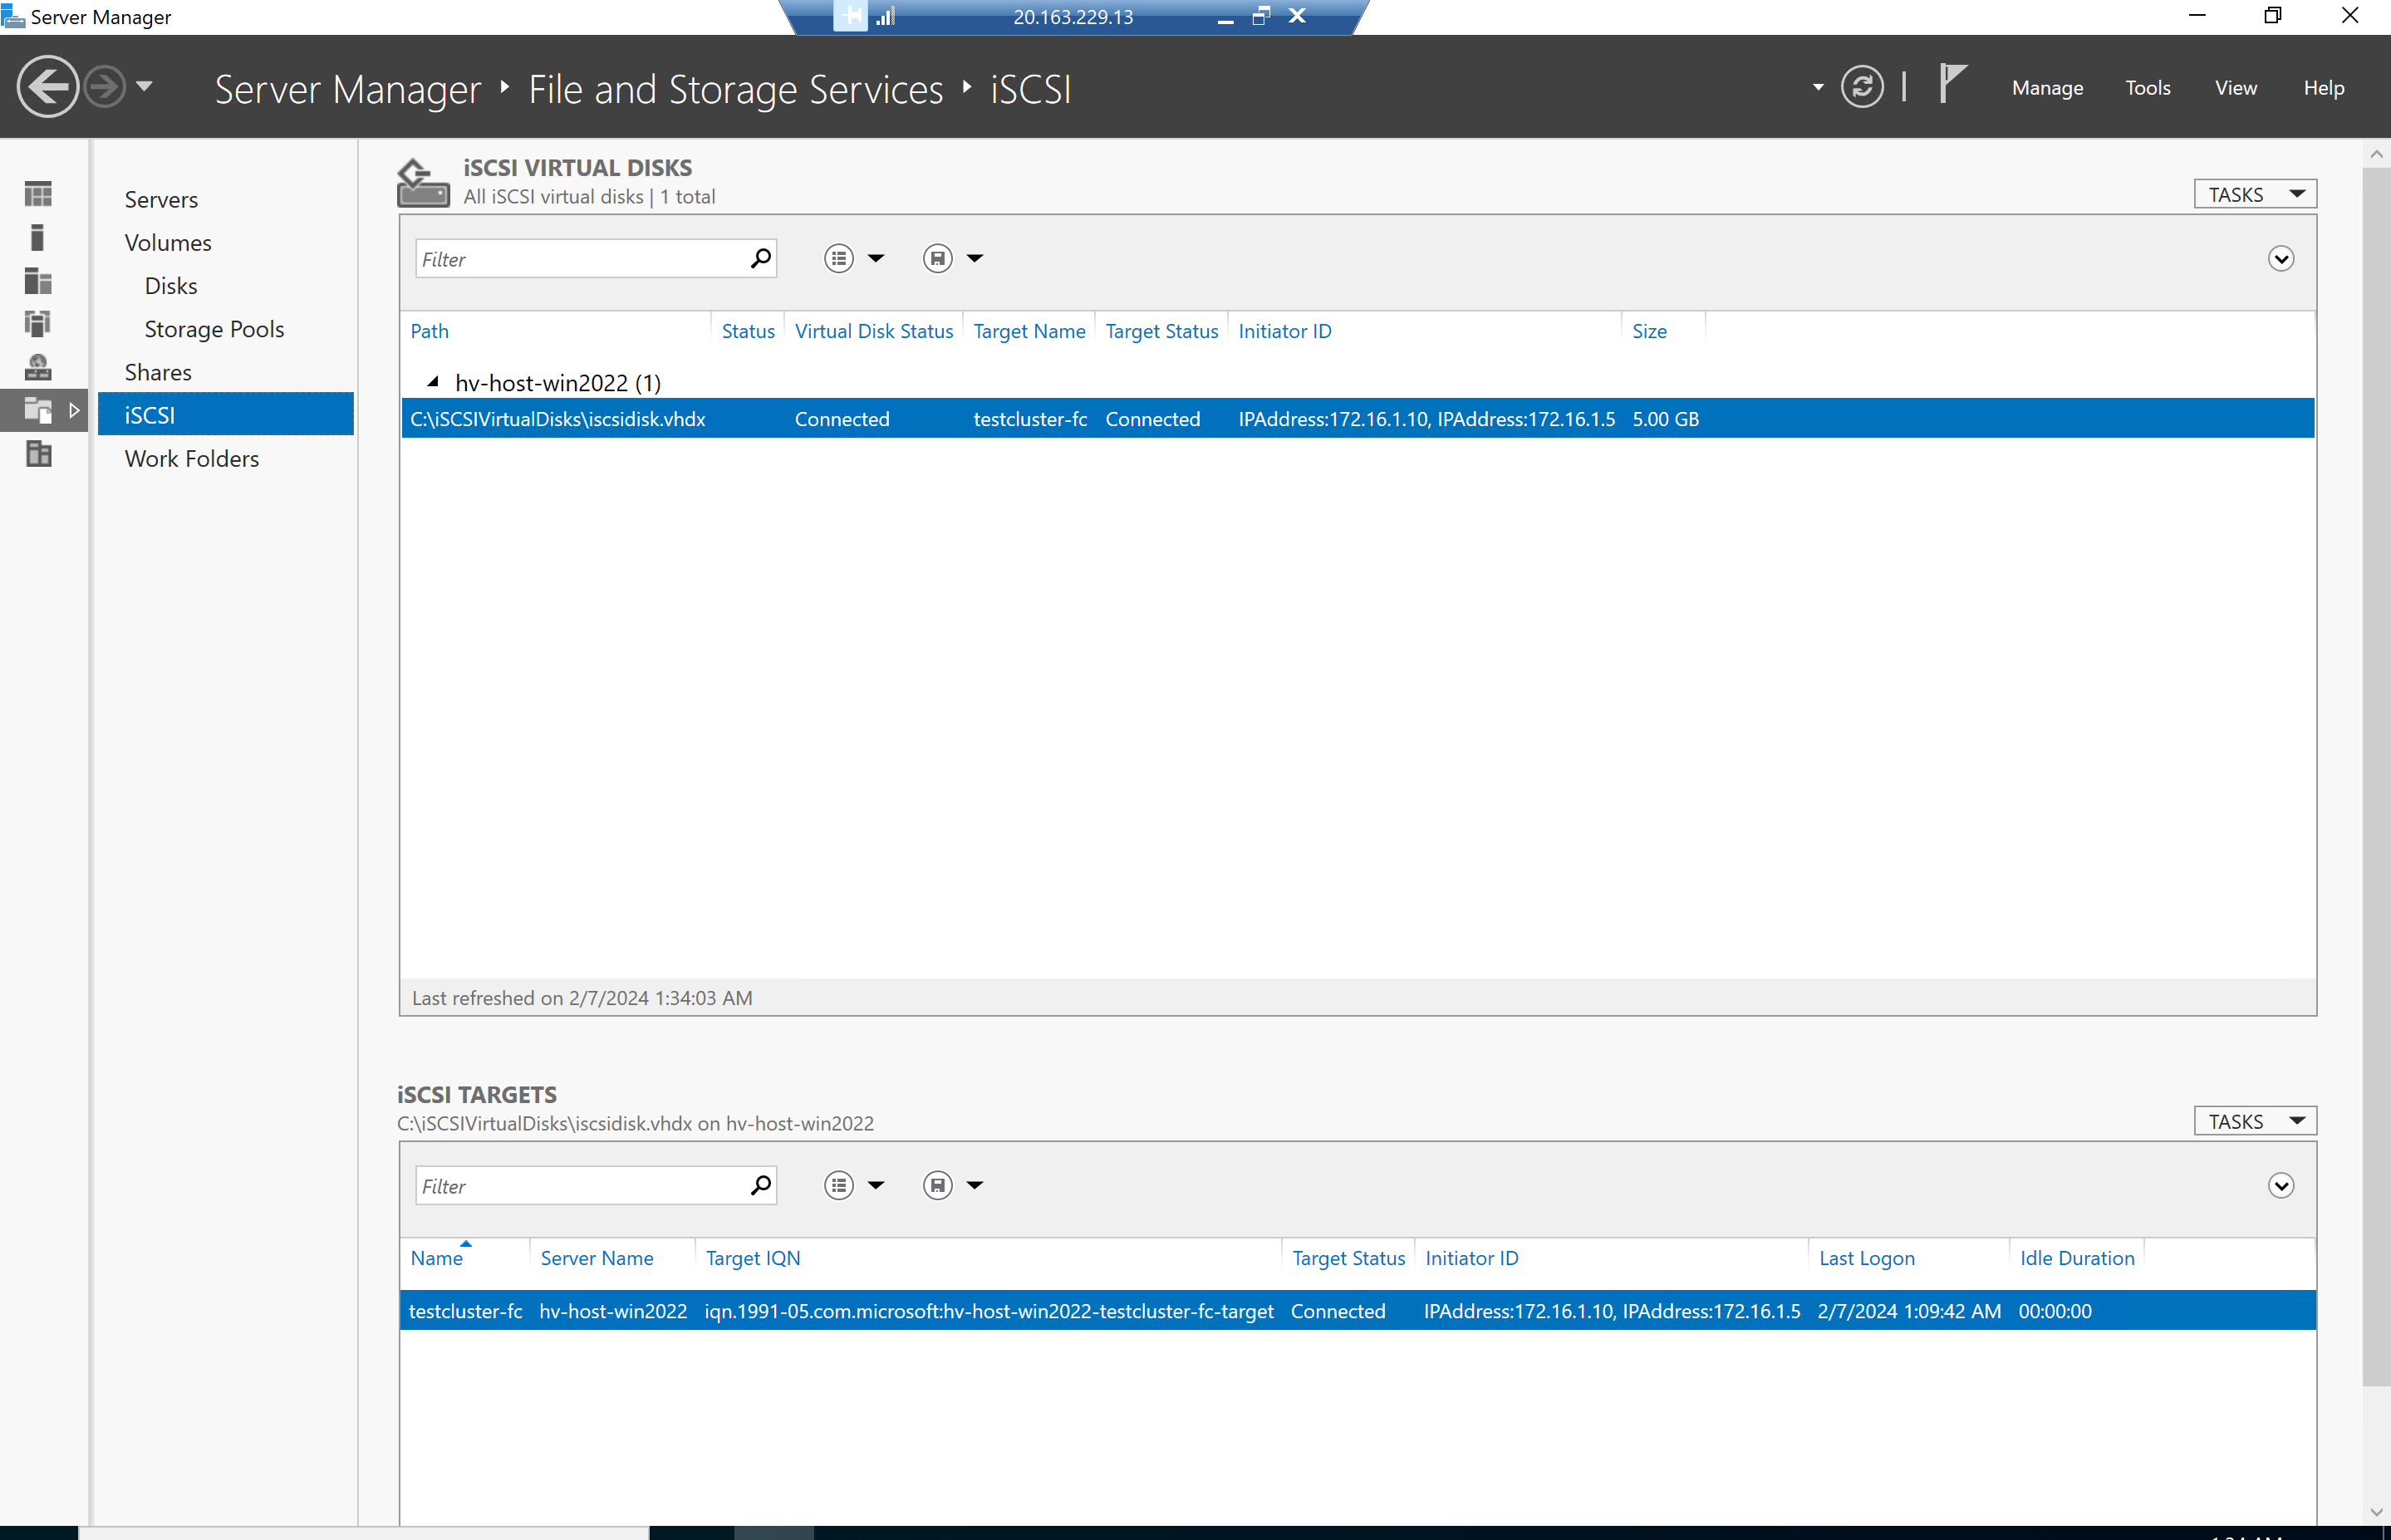 Server Manager
20.163.229.13
Server Manager File and Storage Services iSCSI
Manage Tools View Help
Servers
Volumes
Disks
Storage Pools
Shares
iSCSI
Work Folders
iSCSI VIRTUAL DISKS
All iSCSI virtual disks | 1 total
TASKS
Filter
Path Status Virtual Disk Status Target Name Target Status Initiator ID Size
hv-host-win2022 (1)
C:\iSCSIVirtualDisks\iscsidisk.vhdx Connected testcluster-fc Connected IPAddress:172.16.1.10, IPAddress:172.16.1.5 5.00 GB
Last refreshed on 2/7/2024 1:34:03 AM
iSCSI TARGETS
C:\iSCSIVirtualDisks\iscsidisk.vhdx on hv-host-win2022
TASKS
Filter
Name Server Name Target IQN Target Status Initiator ID Last Logon Idle Duration
testcluster-fc hv-host-win2022 iqn.1991-05.com.microsoft:hv-host-win2022-testcluster-fc-target Connected IPAddress:172.16.1.10, IPAddress:172.16.1.5 2/7/2024 1:09:42 AM 00:00:00